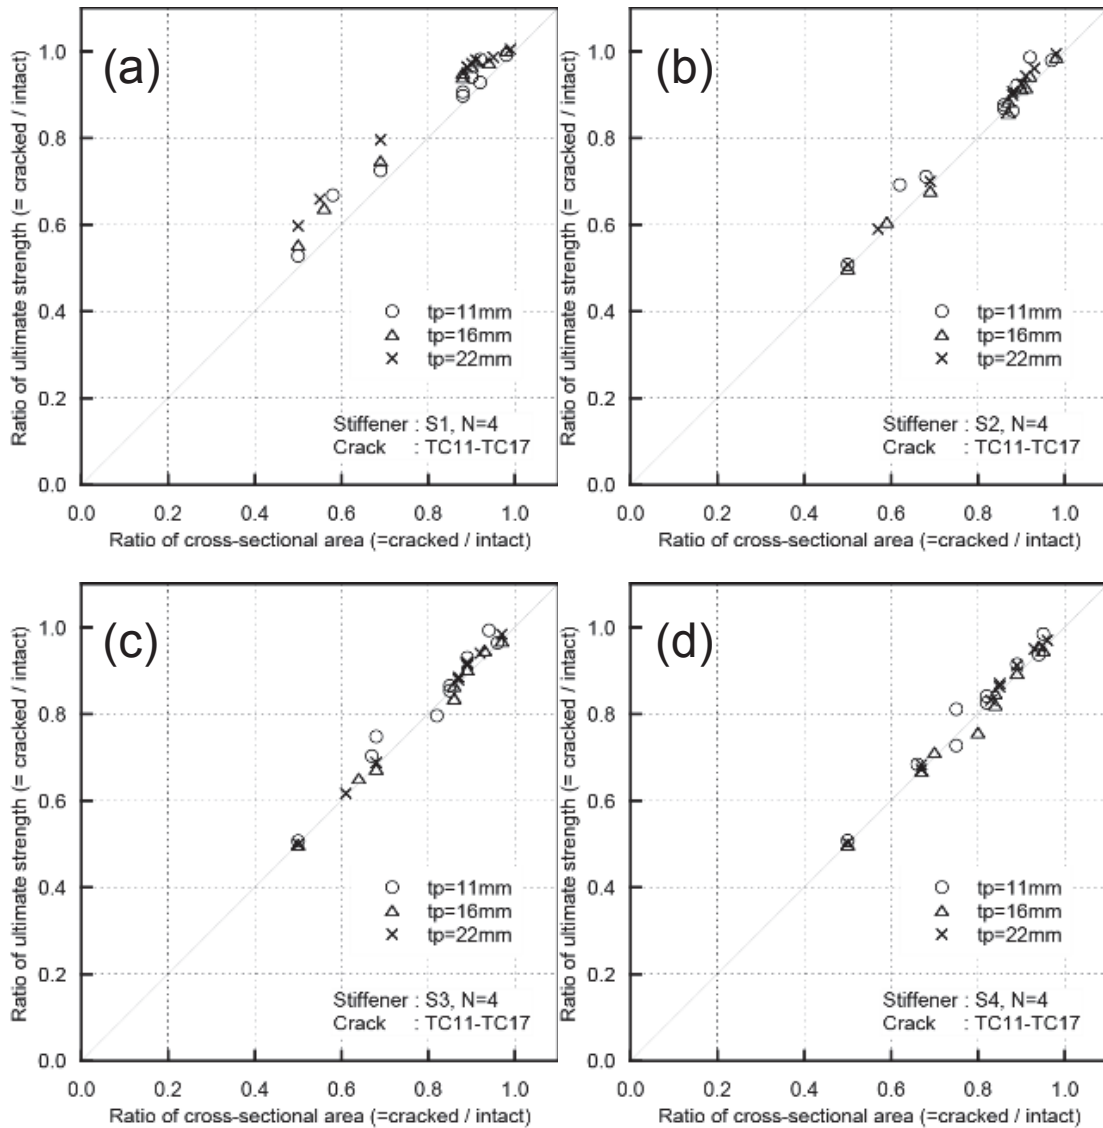 (a)
Ratio of ultimate strength (= cracked / intact)
1.0
0.8
0.6
0.4
0.2
0.0
tp=11mm
tp=16mm
tp=22mm
Stiffener : S1, N=4
Crack : TC11-TC17
0.0 0.2 0.4 0.6 0.8 1.0
Ratio of cross-sectional area (=cracked / intact)
(b)
Ratio of ultimate strength (= cracked / intact)
1.0
0.8
0.6
0.4
0.2
0.0
tp=11mm
tp=16mm
tp=22mm
Stiffener : S2, N=4
Crack : TC11-TC17
0.0 0.2 0.4 0.6 0.8 1.0
Ratio of cross-sectional area (=cracked / intact)
(c)
Ratio of ultimate strength (= cracked / intact)
1.0
0.8
0.6
0.4
0.2
0.0
tp=11mm
tp=16mm
tp=22mm
Stiffener : S3, N=4
Crack : TC11-TC17
0.0 0.2 0.4 0.6 0.8 1.0
Ratio of cross-sectional area (=cracked / intact)
(d)
Ratio of ultimate strength (= cracked / intact)
1.0
0.8
0.6
0.4
0.2
0.0
tp=11mm
tp=16mm
tp=22mm
Stiffener : S4, N=4
Crack : TC11-TC17
0.0 0.2 0.4 0.6 0.8 1.0
Ratio of cross-sectional area (=cracked / intact)